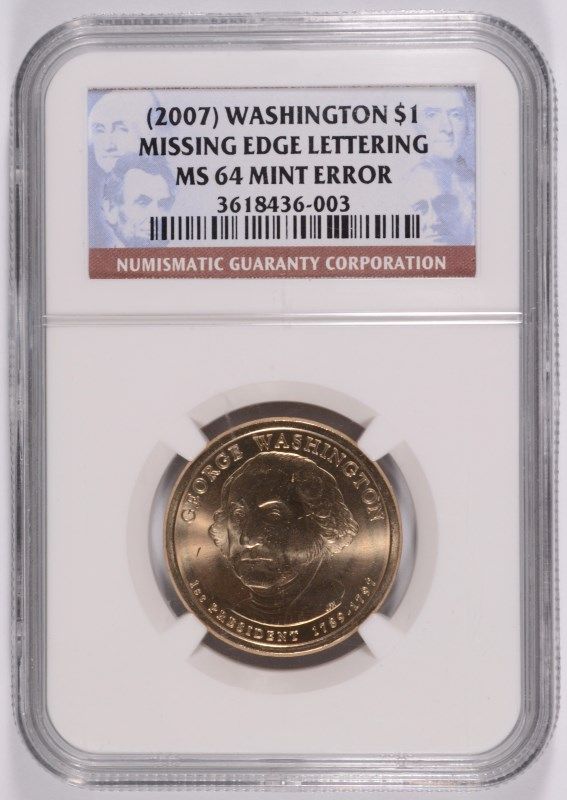 (2007) WASHINGTON $1
MISSING EDGE LETTERING
MS 64 MINT ERROR
3618436-003
NUMISMATIC GUARANTY CORPORATION
GEORGE WASHINGTON
1st PRESIDENT 1789-1797